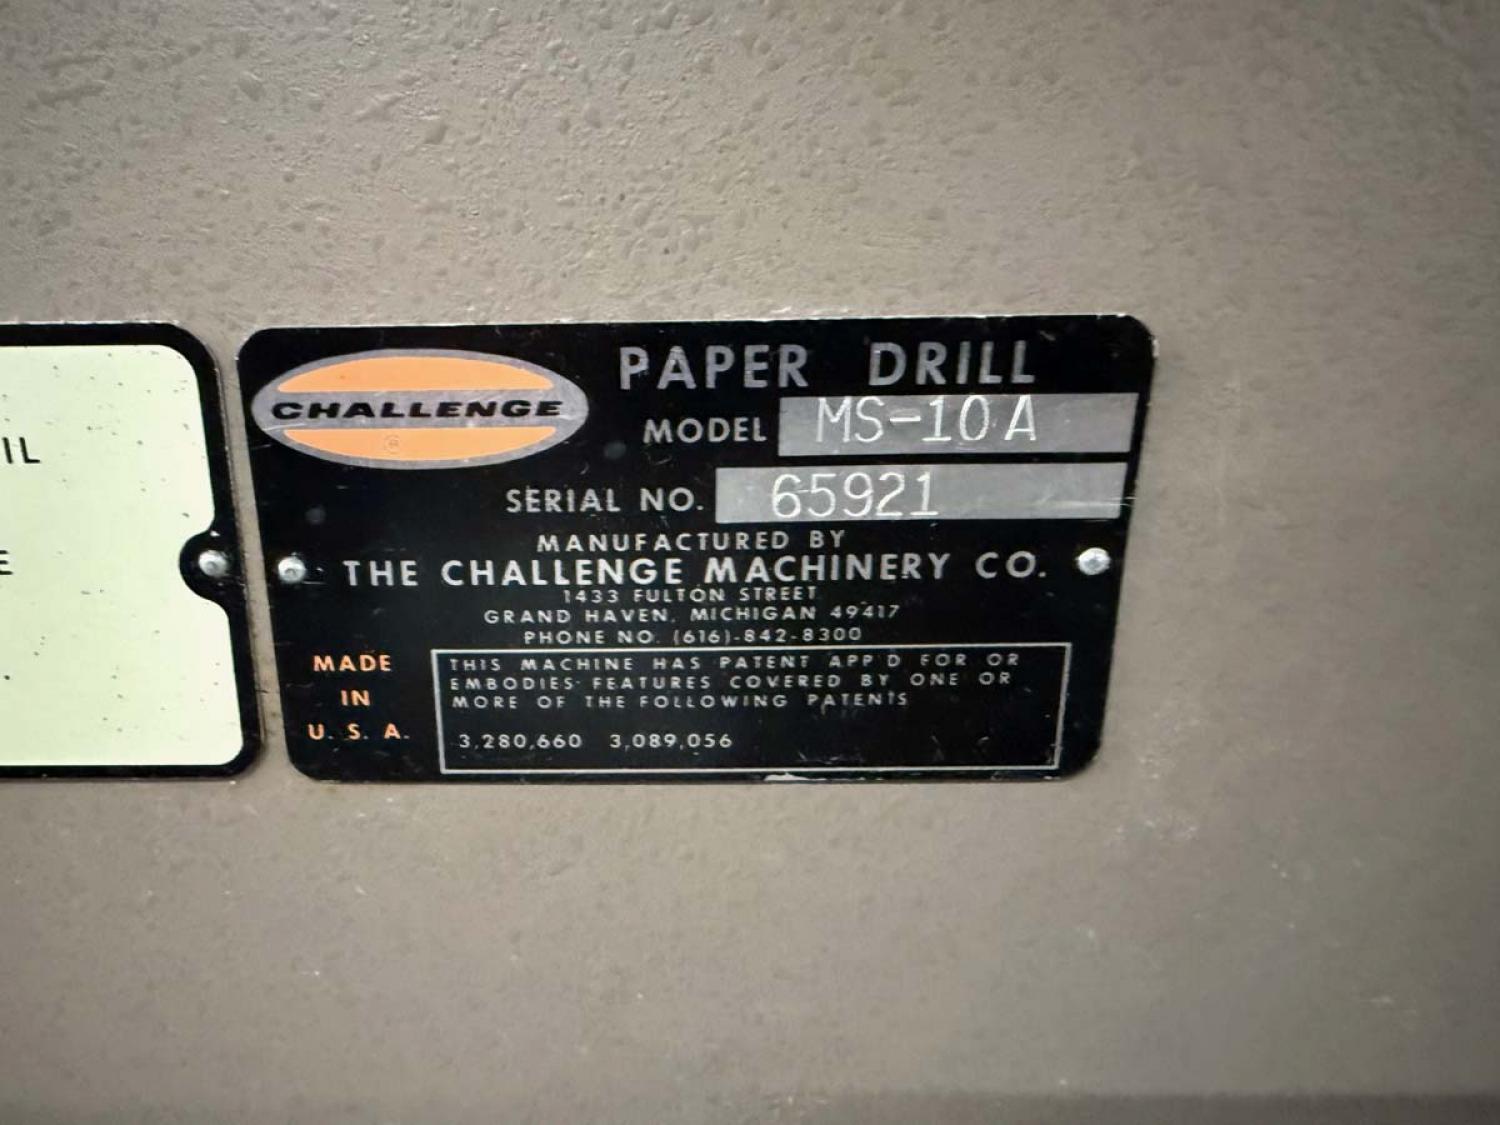 IL
E
CHALLENGE
®
PAPER DRILL
MODEL MS-10A
SERIAL NO. 65921
MANUFACTURED BY
THE CHALLENGE MACHINERY CO.
1433 FULTON STREET
GRAND HAVEN, MICHIGAN 49417
PHONE NO. (616)-842-8300
MADE
IN
U. S. A.
THIS MACHINE HAS PATENT APP'D FOR OR
EMBODIES FEATURES COVERED BY ONE OR
MORE OF THE FOLLOWING PATENTS
3,280,660 3,089,056